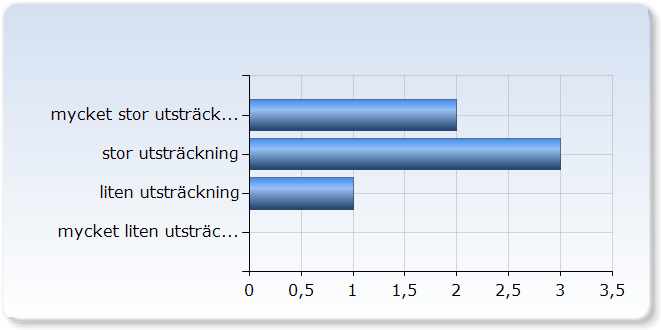 mycket stor utsträck...
stor utsträckning
liten utsträckning
mycket liten utsträc...
0 0,5 1 1,5 2 2,5 3 3,5